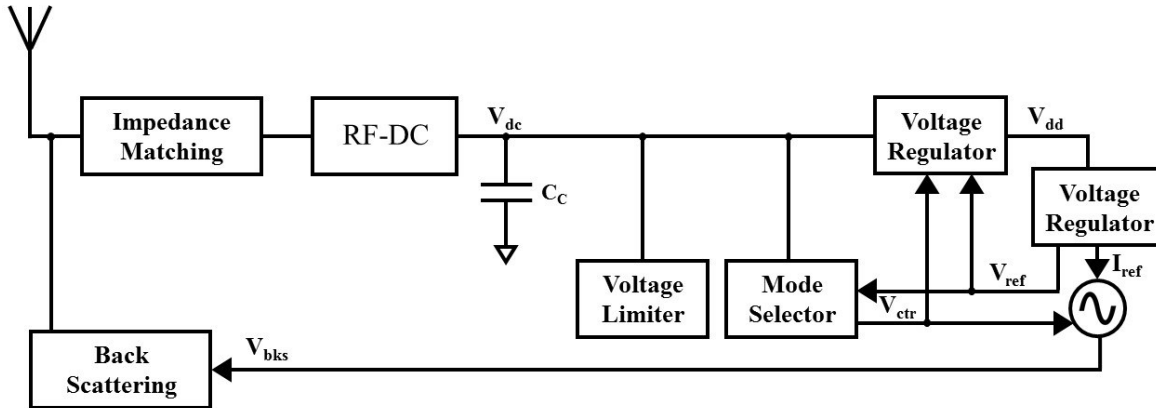 Impedance
Matching
RF-DC
V_dc
C_C
Voltage
Limiter
Mode
Selector
Voltage
Regulator
V_dd
Voltage
Regulator
V_ref
I_ref
V_ctr
Back
Scattering
V_bks